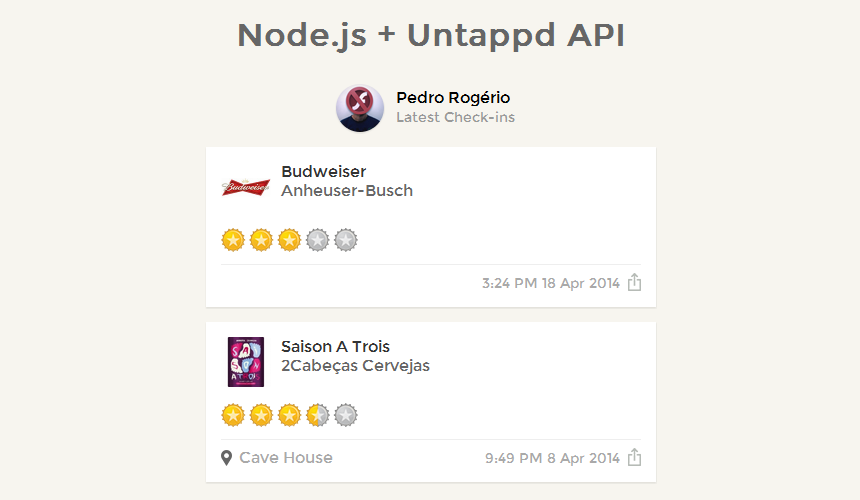 Node.js + Untappd API
Pedro Rogério
Latest Check-ins
Budweiser
Budweiser
Anheuser-Busch
3:24 PM 18 Apr 2014
Saison A Trois
2Cabeças Cervejas
Cave House
9:49 PM 8 Apr 2014